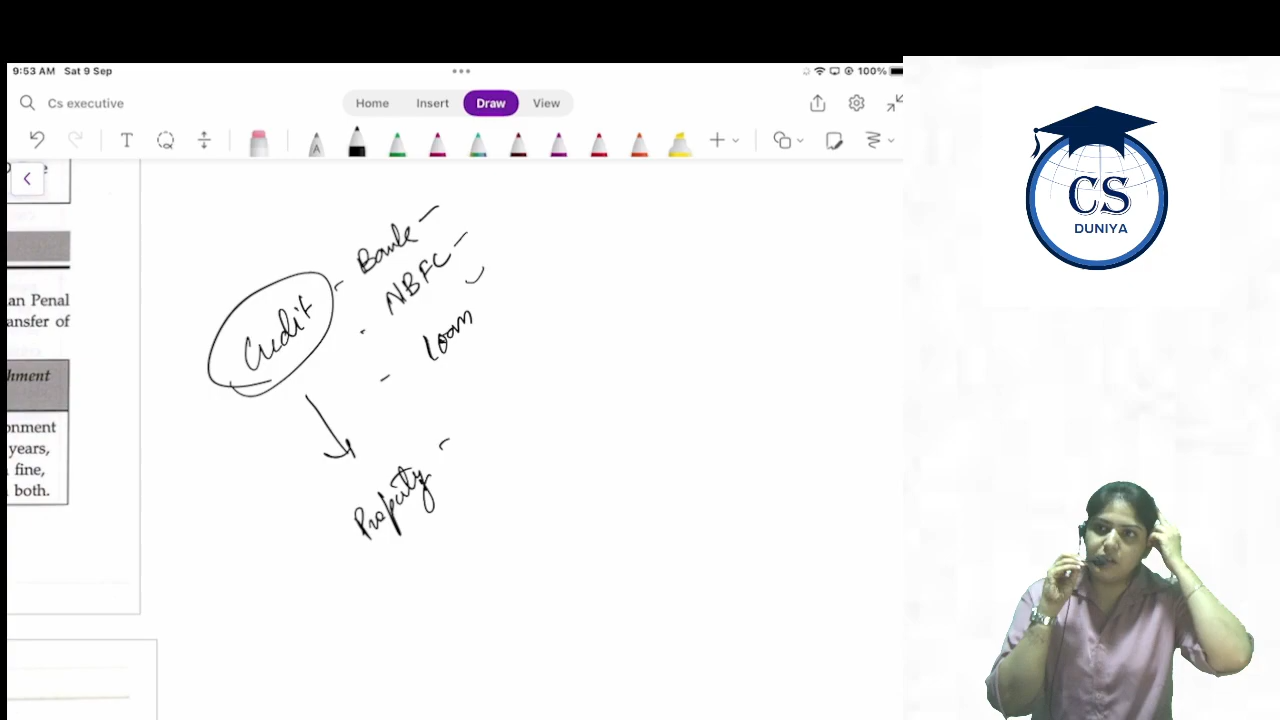 9:53 AM Sat 9 Sep
100%
Cs executive
Home Insert Draw View
T
A
an Penal
ansfer of
hment
onment
years,
fine,
both.
Credit
Bank
NBFC
Loan
Property
CS
DUNIYA